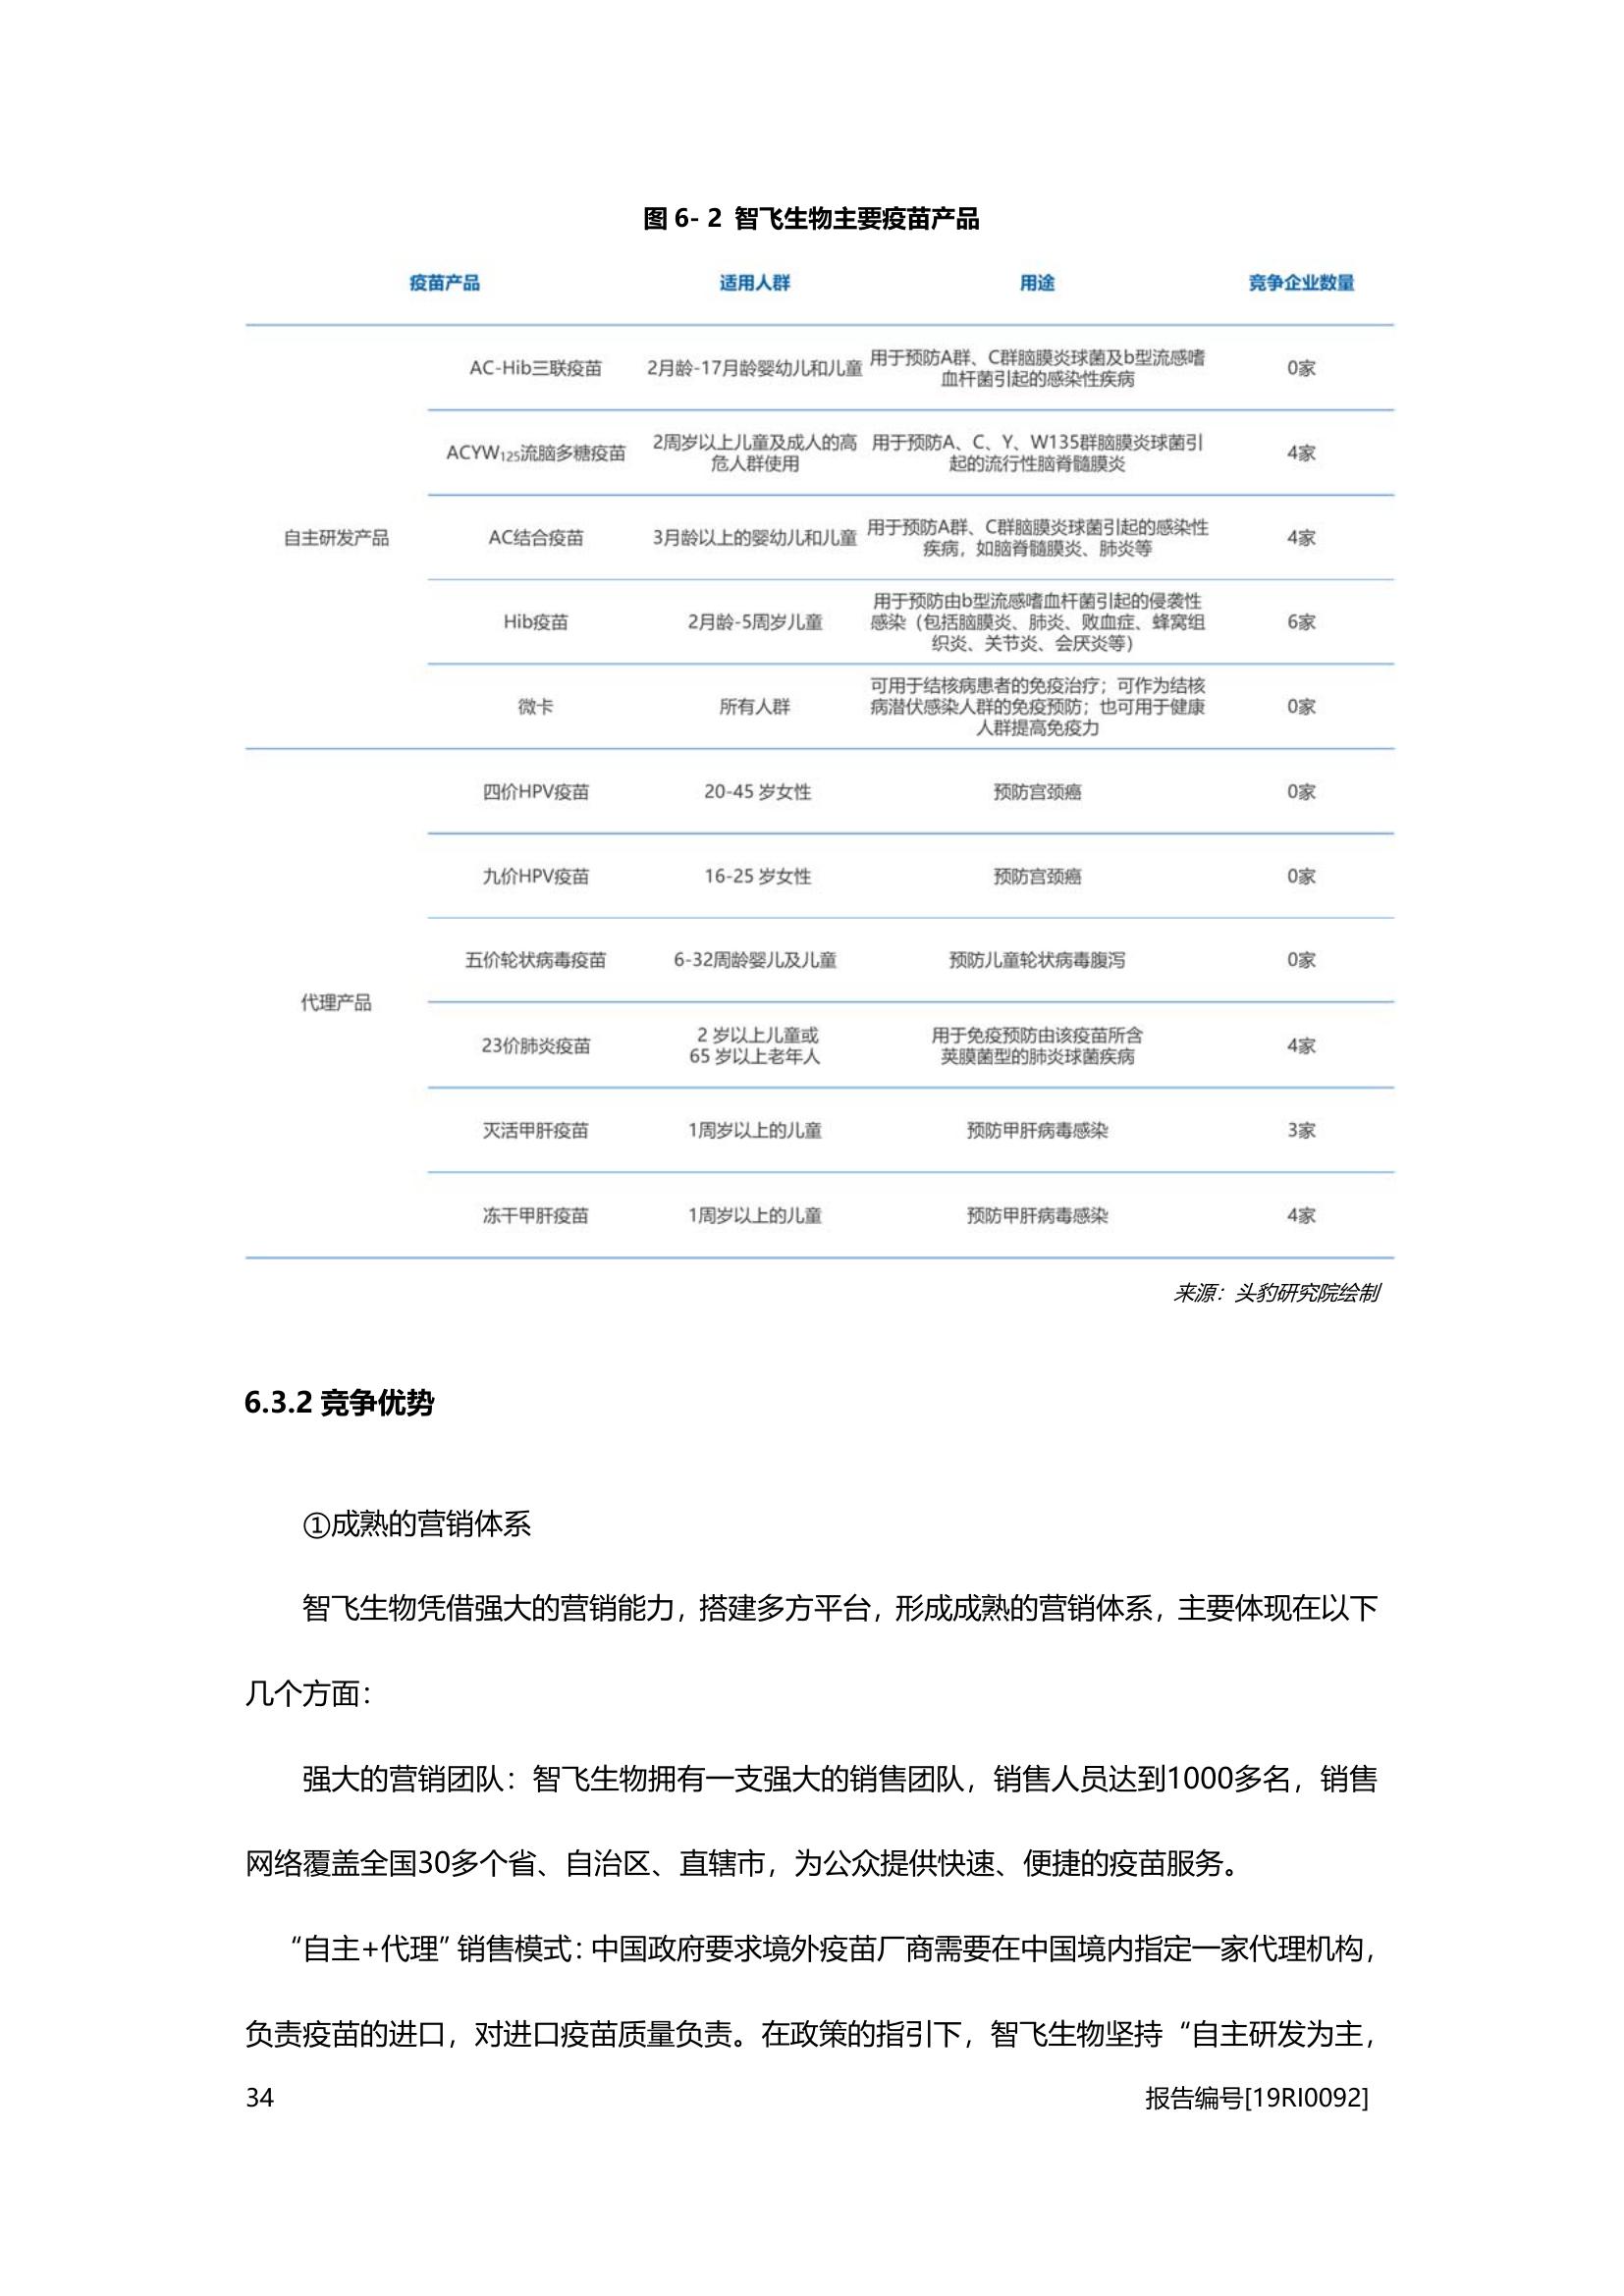 图 6- 2 智飞生物主要疫苗产品
疫苗产品 适用人群 用途 竞争企业数量
自主研发产品
AC-Hib三联疫苗 2月龄-17月龄婴幼儿和儿童 用于预防A群、C群脑膜炎球菌及b型流感嗜
血杆菌引起的感染性疾病 0家
ACYW₁₂₅流脑多糖疫苗 2周岁以上儿童及成人的高
危人群使用 用于预防A、C、Y、W135群脑膜炎球菌引
起的流行性脑脊髓膜炎 4家
AC结合疫苗 3月龄以上的婴幼儿和儿童 用于预防A群、C群脑膜炎球菌引起的感染性
疾病，如脑脊髓膜炎、肺炎等 4家
Hib疫苗 2月龄-5周岁儿童 用于预防由b型流感嗜血杆菌引起的侵袭性
感染（包括脑膜炎、肺炎、败血症、蜂窝组
织炎、关节炎、会厌炎等） 6家
微卡 所有人群 可用于结核病患者的免疫治疗；可作为结核
病潜伏感染人群的免疫预防；也可用于健康
人群提高免疫力 0家
代理产品
四价HPV疫苗 20-45 岁女性 预防宫颈癌 0家
九价HPV疫苗 16-25 岁女性 预防宫颈癌 0家
五价轮状病毒疫苗 6-32周龄婴儿及儿童 预防儿童轮状病毒腹泻 0家
23价肺炎疫苗 2 岁以上儿童或
65 岁以上老年人 用于免疫预防由该疫苗所含
荚膜菌型的肺炎球菌疾病 4家
灭活甲肝疫苗 1周岁以上的儿童 预防甲肝病毒感染 3家
冻干甲肝疫苗 1周岁以上的儿童 预防甲肝病毒感染 4家
来源：头豹研究院绘制
6.3.2 竞争优势
①成熟的营销体系
智飞生物凭借强大的营销能力，搭建多方平台，形成成熟的营销体系，主要体现在以下
几个方面：
强大的营销团队：智飞生物拥有一支强大的销售团队，销售人员达到1000多名，销售
网络覆盖全国30多个省、自治区、直辖市，为公众提供快速、便捷的疫苗服务。
“自主+代理”销售模式：中国政府要求境外疫苗厂商需要在中国境内指定一家代理机构，
负责疫苗的进口，对进口疫苗质量负责。在政策的指引下，智飞生物坚持“自主研发为主，
34 报告编号[19RI0092]